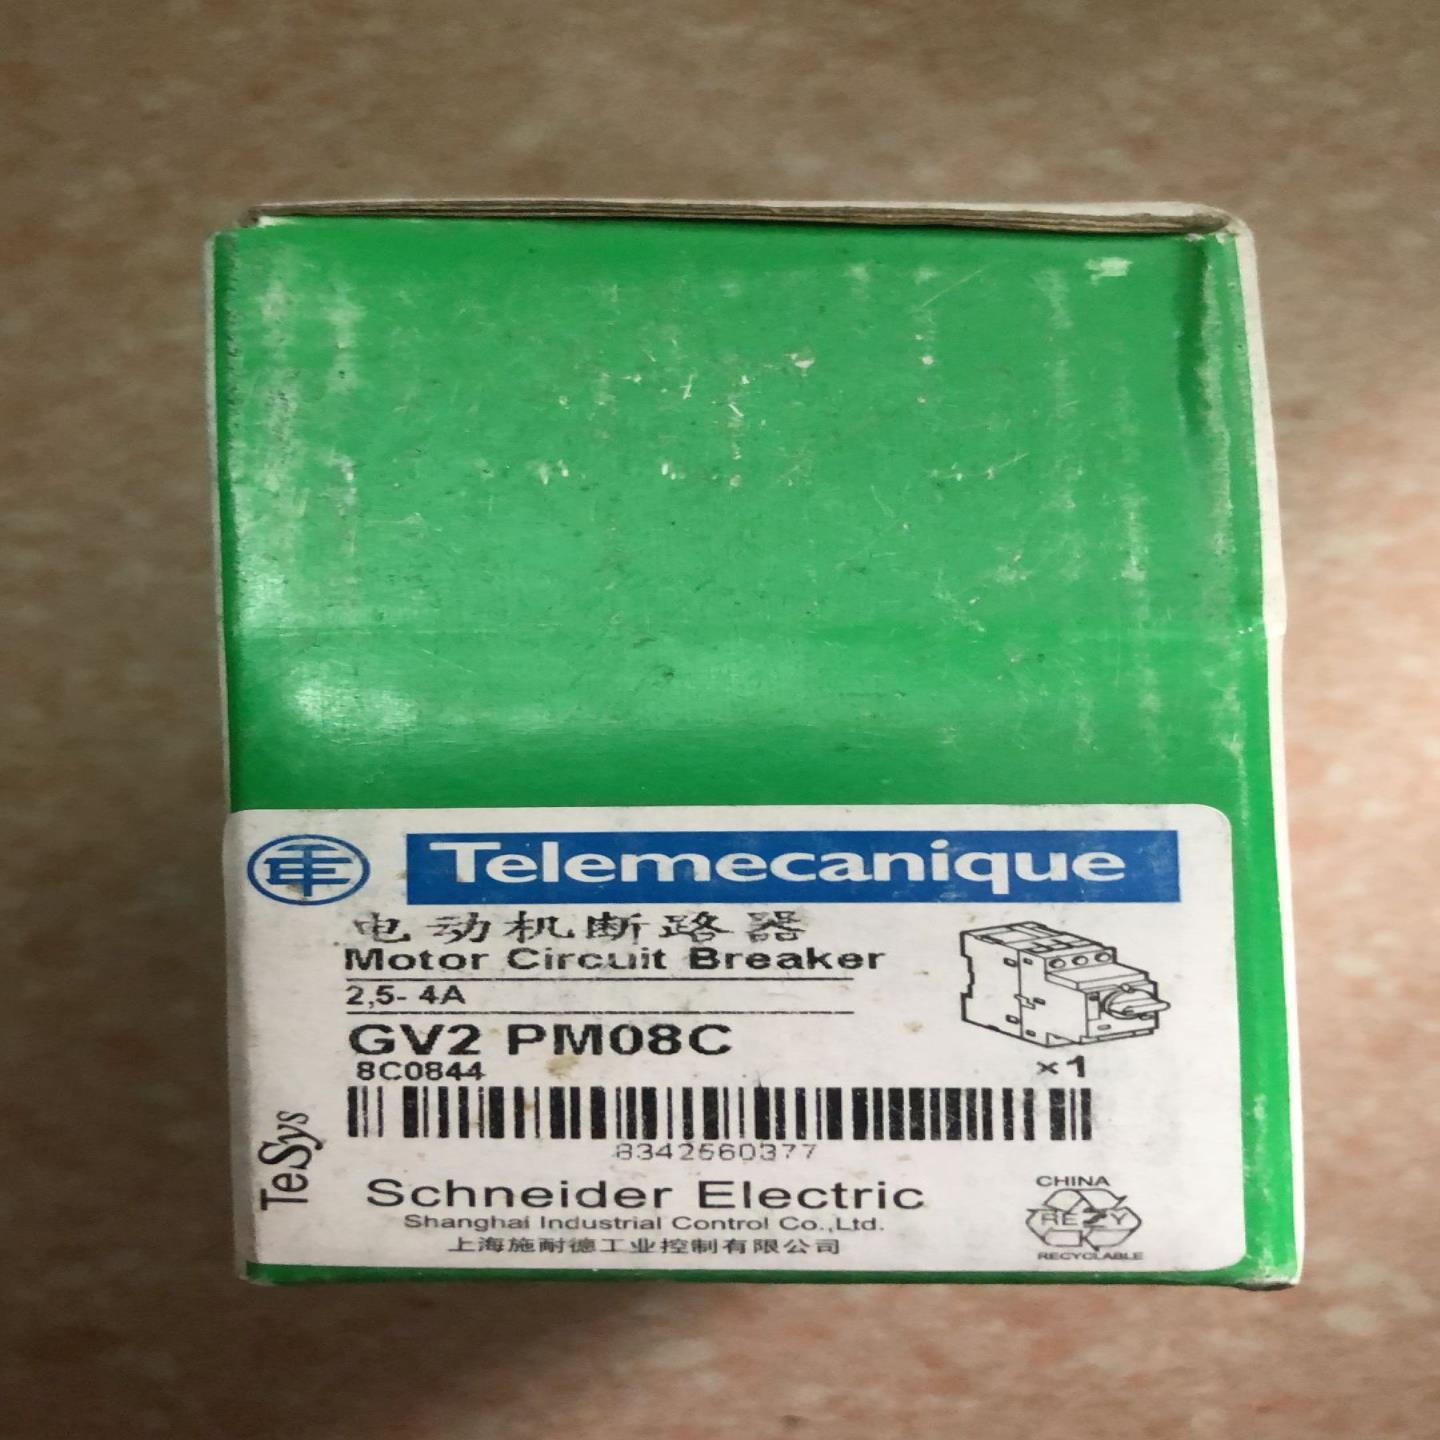 Telemecanique
电动机断路器
Motor Circuit Breaker
2,5- 4A
GV2 PM08C
8C0844
×1
8342560377
TeSys
Schneider Electric
Shanghai Industrial Control Co.,Ltd.
上海施耐德工业控制有限公司
CHINA
RE Y
RECYCLABLE